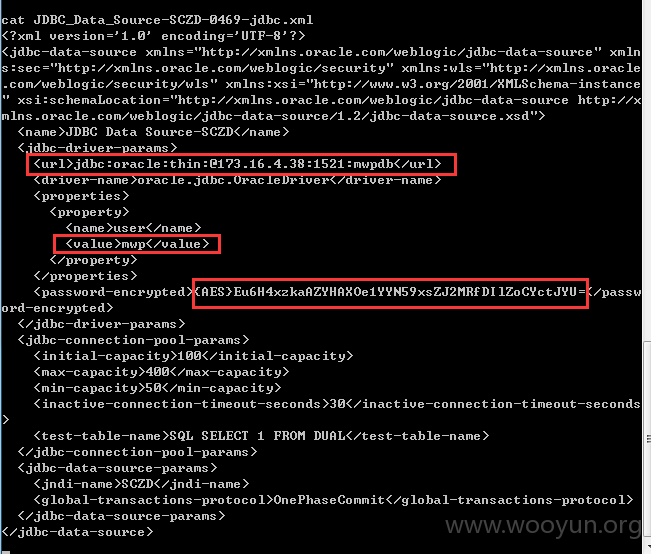 cat JDBC_Data_Source-SCZD-0469-jdbc.xml
<?xml version='1.0' encoding='UTF-8'?>
<jdbc-data-source xmlns="http://xmlns.oracle.com/weblogic/jdbc-data-source" xmln
s:sec="http://xmlns.oracle.com/weblogic/security" xmlns:wls="http://xmlns.oracle
.com/weblogic/security/wls" xmlns:xsi="http://www.w3.org/2001/XMLSchema-instance
" xsi:schemaLocation="http://xmlns.oracle.com/weblogic/jdbc-data-source http://x
mlns.oracle.com/weblogic/jdbc-data-source/1.2/jdbc-data-source.xsd">
<name>JDBC Data Source-SCZD</name>
<jdbc-driver-params>
<url>jdbc:oracle:thin:@173.16.4.38:1521:mwpdb</url>
<driver-name>oracle.jdbc.OracleDriver</driver-name>
<properties>
<property>
<name>user</name>
<value>mwp</value>
</property>
</properties>
<password-encrypted>{AES}Eu6H4xzkaAZYHAXOe1YYN59xsZJ2MRfDIlZoCYctJYU=</passw
ord-encrypted>
</jdbc-driver-params>
<jdbc-connection-pool-params>
<initial-capacity>100</initial-capacity>
<max-capacity>400</max-capacity>
<min-capacity>50</min-capacity>
<inactive-connection-timeout-seconds>30</inactive-connection-timeout-seconds
>
<test-table-name>SQL SELECT 1 FROM DUAL</test-table-name>
</jdbc-connection-pool-params>
<jdbc-data-source-params>
<jndi-name>SCZD</jndi-name>
<global-transactions-protocol>OnePhaseCommit</global-transactions-protocol>
</jdbc-data-source-params>
</jdbc-data-source>
www.wooyun.org